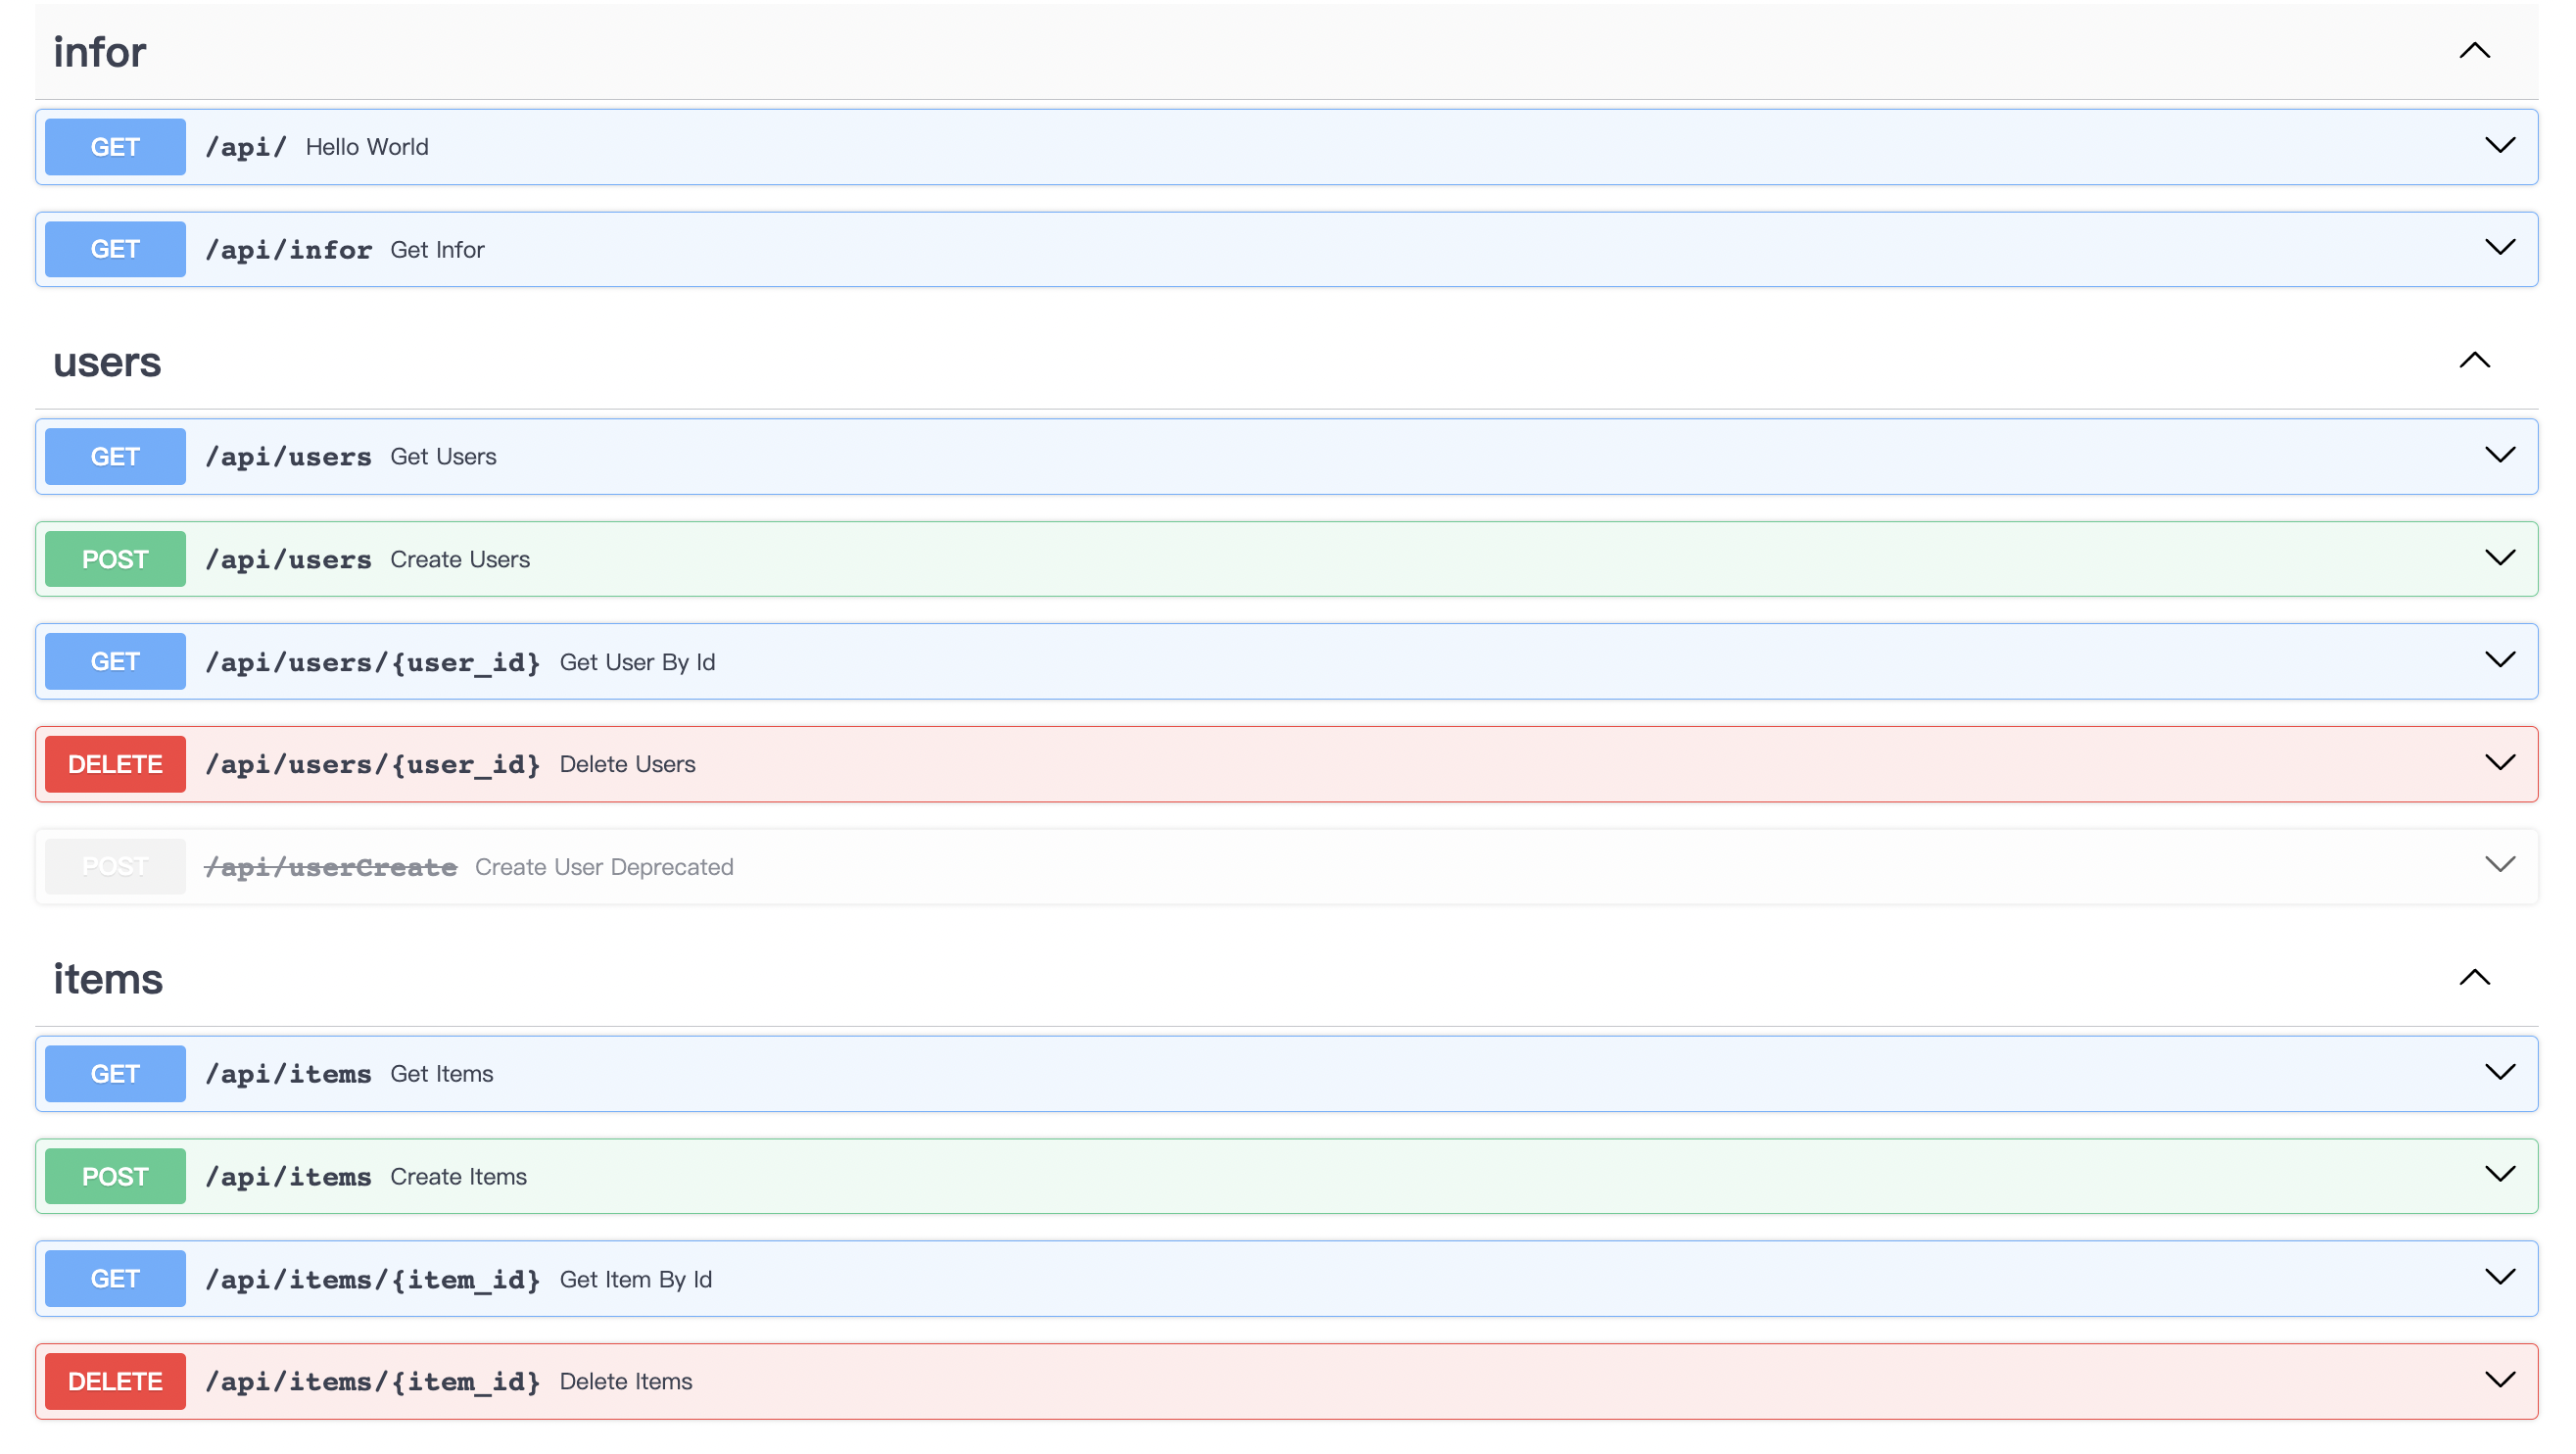 infor
GET /api/ Hello World
GET /api/infor Get Infor
users
GET /api/users Get Users
POST /api/users Create Users
GET /api/users/{user_id} Get User By Id
DELETE /api/users/{user_id} Delete Users
POST /api/userCreate Create User Deprecated
items
GET /api/items Get Items
POST /api/items Create Items
GET /api/items/{item_id} Get Item By Id
DELETE /api/items/{item_id} Delete Items